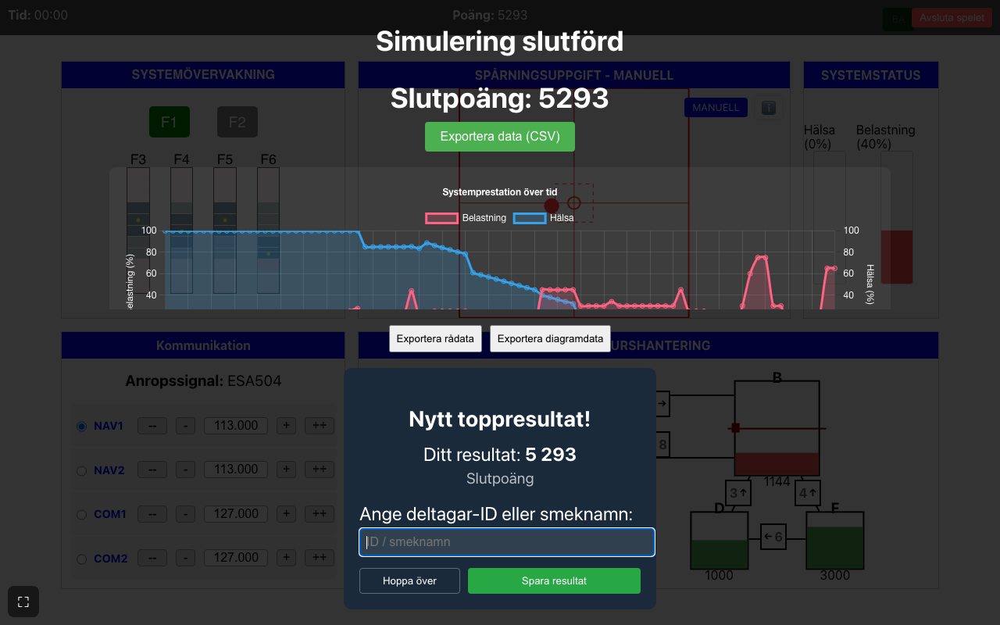 Tid: 00:00
Poäng: 5293
Avsluta spelet
Simulering slutförd
SYSTEMÖVERVAKNING
SPÅRNINGSUPPGIFT - MANUELL
SYSTEMSTATUS
Slutpoäng: 5293
MANUELL
F1
F2
Exportera data (CSV)
Hälsa
(0%)
Belastning
(40%)
F3
F4
F5
F6
Systemprestation över tid
Belastning
Hälsa
100
80
60
40
elastning (%)
100
80
60
40
Hälsa (%)
Exportera rådata
Exportera diagramdata
Kommunikation
URSHANTERING
Anropssignal: ESA504
NAV1
--
-
113.000
+
++
NAV2
--
-
113.000
+
++
COM1
--
-
127.000
+
++
COM2
--
-
127.000
+
++
B
→
8
1144
3↑
4↑
D
E
←6
1000
3000
Nytt toppresultat!
Ditt resultat: 5 293
Slutpoäng
Ange deltagar-ID eller smeknamn:
ID / smeknamn
Hoppa över
Spara resultat